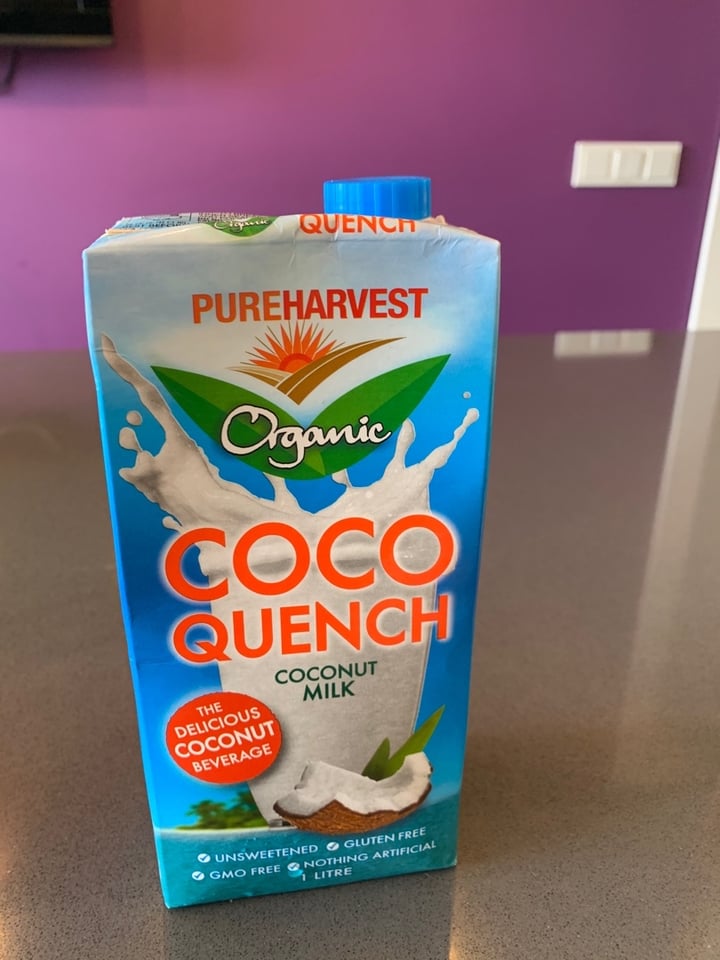 Organic
QUENCH
PUREHARVEST
Organic
COCO
QUENCH
COCONUT
MILK
THE
DELICIOUS
COCONUT
BEVERAGE
UNSWEETENED GLUTEN FREE
GMO FREE NOTHING ARTIFICIAL
1 LITRE